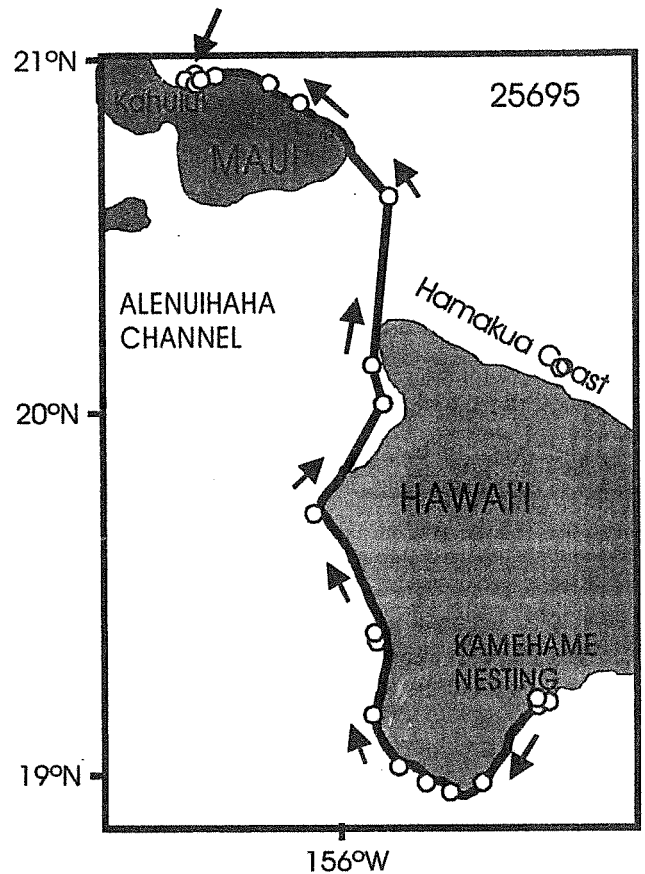 21°N
25695
Kahului
MAUI
ALENUIHAHA
CHANNEL
Hamakua Coast
20°N
HAWAI'I
KAMEHAME
NESTING
19°N
156°W